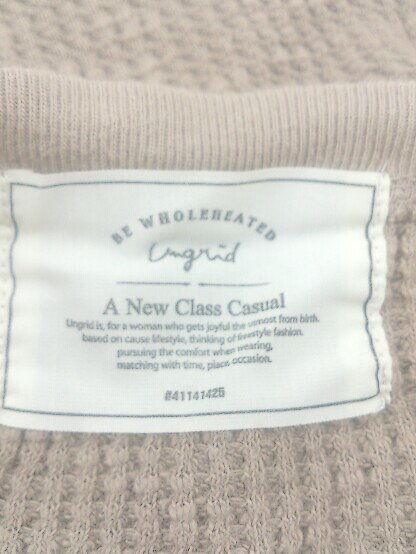 BE WHOLEHEATED
Ungrid
A New Class Casual
Ungrid is, for a woman who gets joyful the utmost from birth.
based on cause lifestyle, thinking of finestyle fashion.
pursuing the comfort when wearing,
matching with time, place, occasion.
#41141425